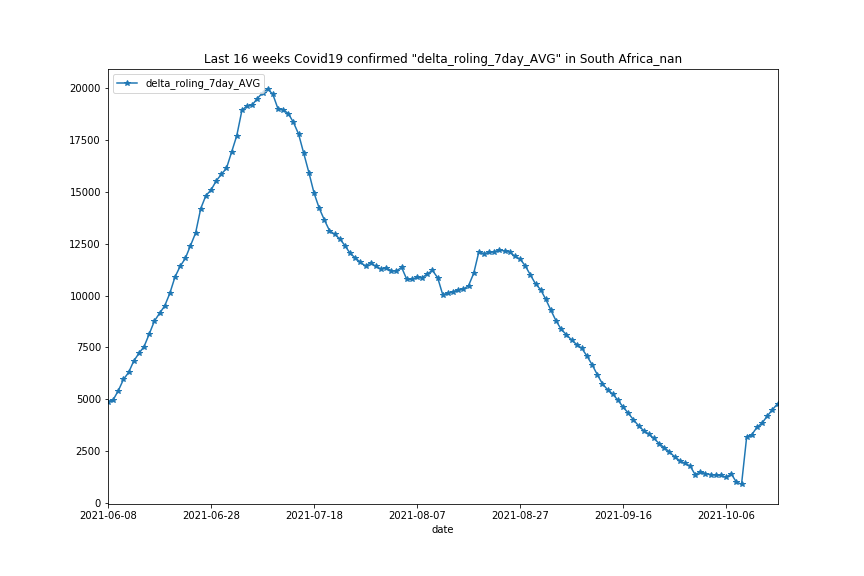 Last 16 weeks Covid19 confirmed "delta_roling_7day_AVG" in South Africa_nan
delta_roling_7day_AVG
20000
17500
15000
12500
10000
7500
5000
2500
0
2021-06-08 2021-06-28 2021-07-18 2021-08-07 2021-08-27 2021-09-16 2021-10-06
date